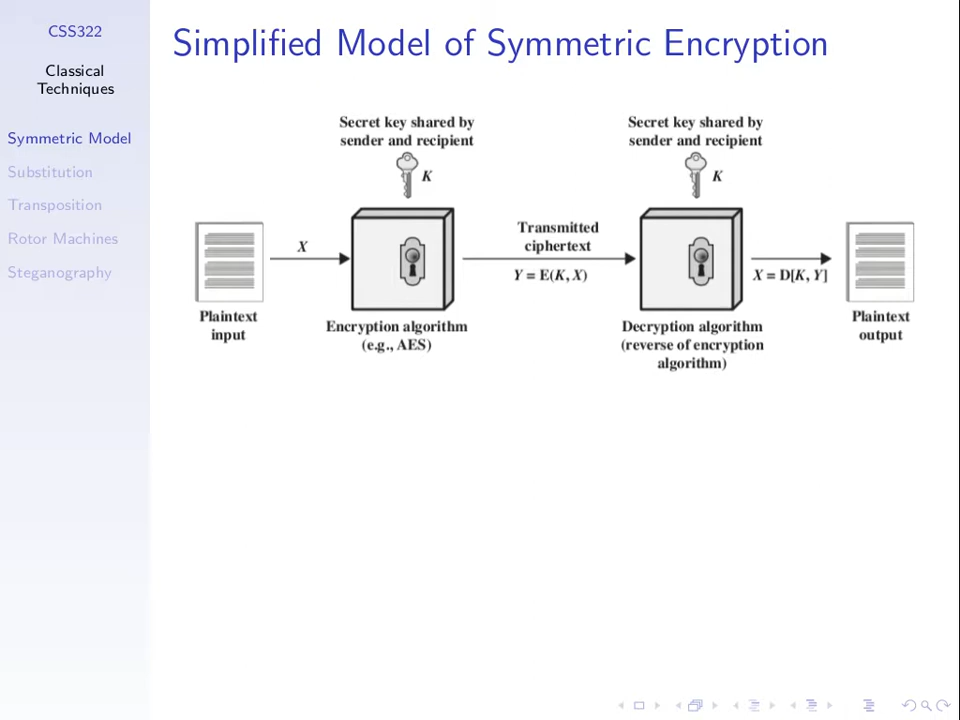 CSS322
Classical
Techniques
Symmetric Model
Substitution
Transposition
Rotor Machines
Steganography
Simplified Model of Symmetric Encryption
Secret key shared by
sender and recipient
K
Secret key shared by
sender and recipient
K
X
Transmitted
ciphertext
Y = E(K, X)
X = D[K, Y]
Plaintext
input
Encryption algorithm
(e.g., AES)
Decryption algorithm
(reverse of encryption
algorithm)
Plaintext
output